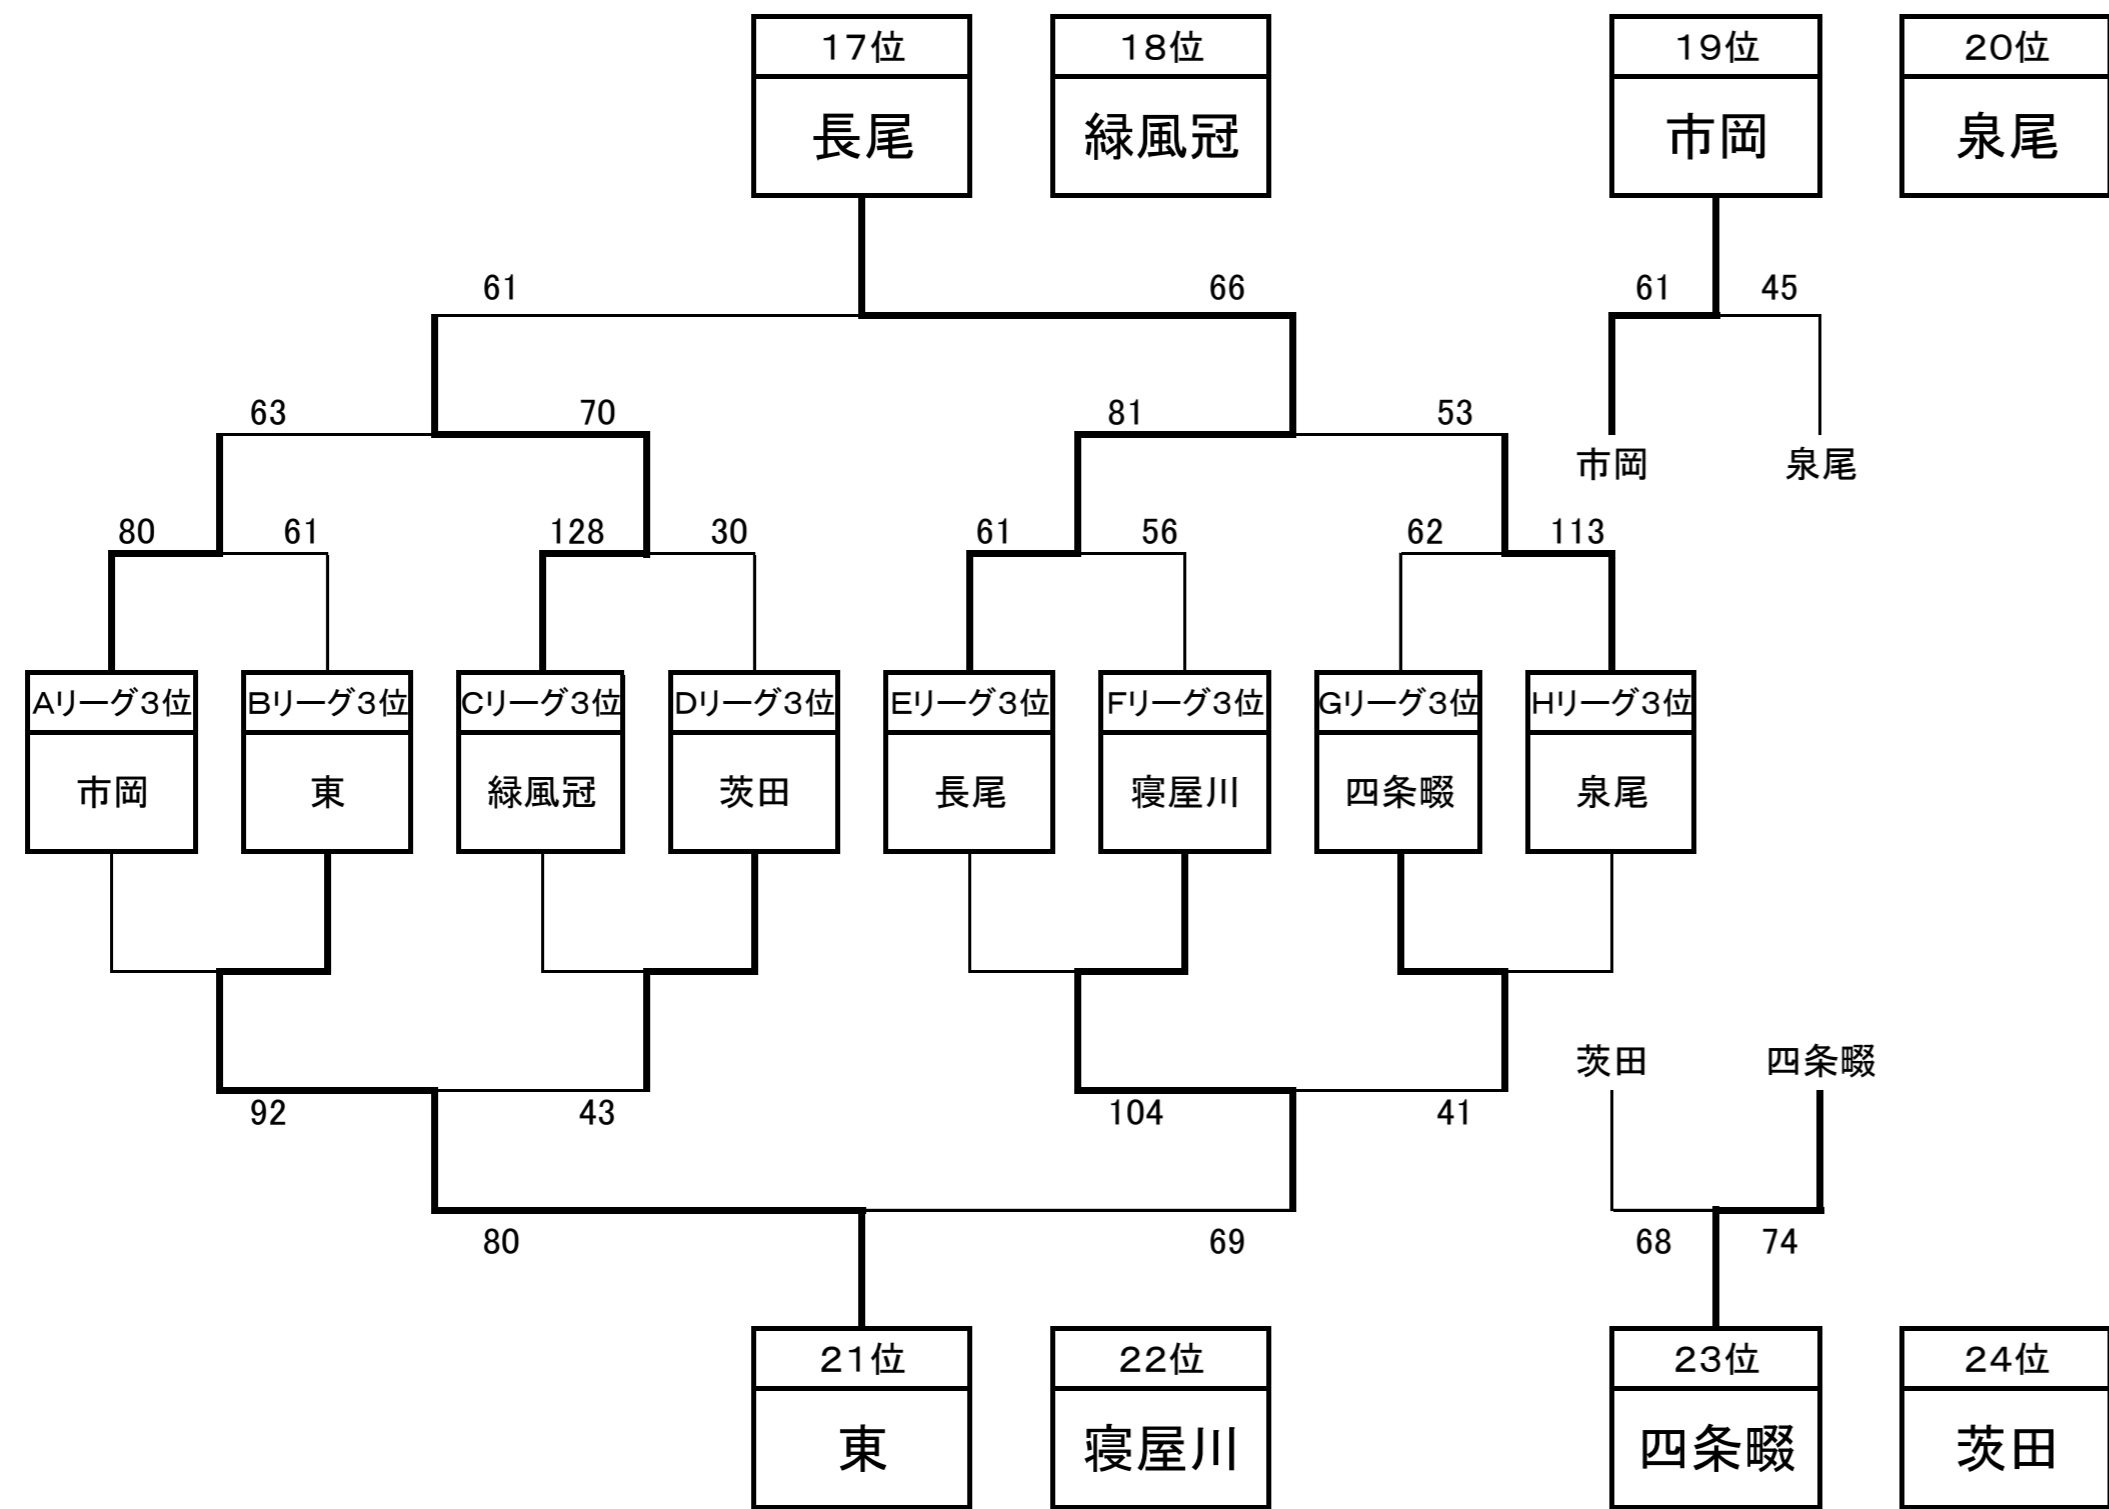 17位 18位 19位 20位
長尾 緑風冠 市岡 泉尾
61 66 61 45
63 70 81 53
市岡 泉尾
80 61 128 30 61 56 62 113
Aリーグ3位 Bリーグ3位 Cリーグ3位 Dリーグ3位 Eリーグ3位 Fリーグ3位 Gリーグ3位 Hリーグ3位
市岡 東 緑風冠 茨田 長尾 寝屋川 四条畷 泉尾
茨田 四条畷
92 43 104 41
80 69 68 74
21位 22位 23位 24位
東 寝屋川 四条畷 茨田